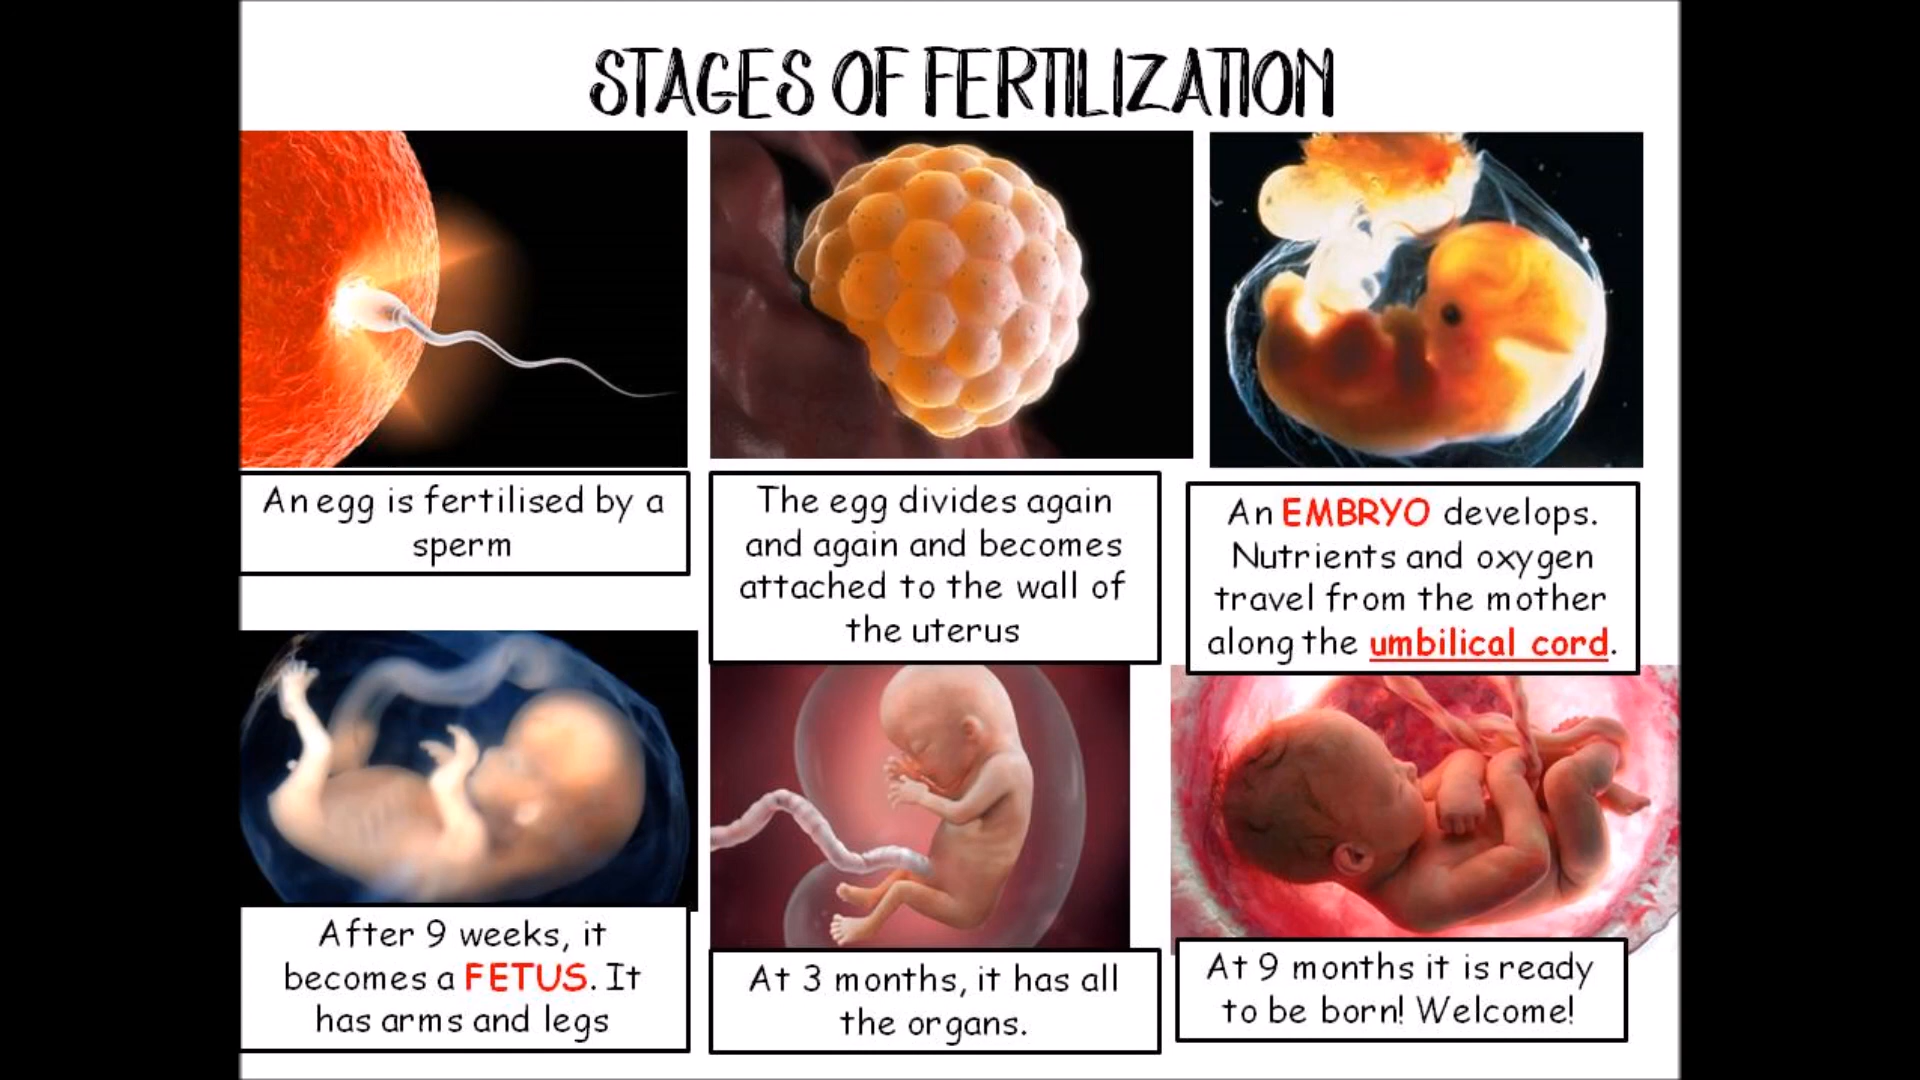 STAGES OF FERTILIZATION
An egg is fertilised by a
sperm
The egg divides again
and again and becomes
attached to the wall of
the uterus
An EMBRYO develops.
Nutrients and oxygen
travel from the mother
along the umbilical cord.
After 9 weeks, it
becomes a FETUS. It
has arms and legs
At 3 months, it has all
the organs.
At 9 months it is ready
to be born! Welcome!